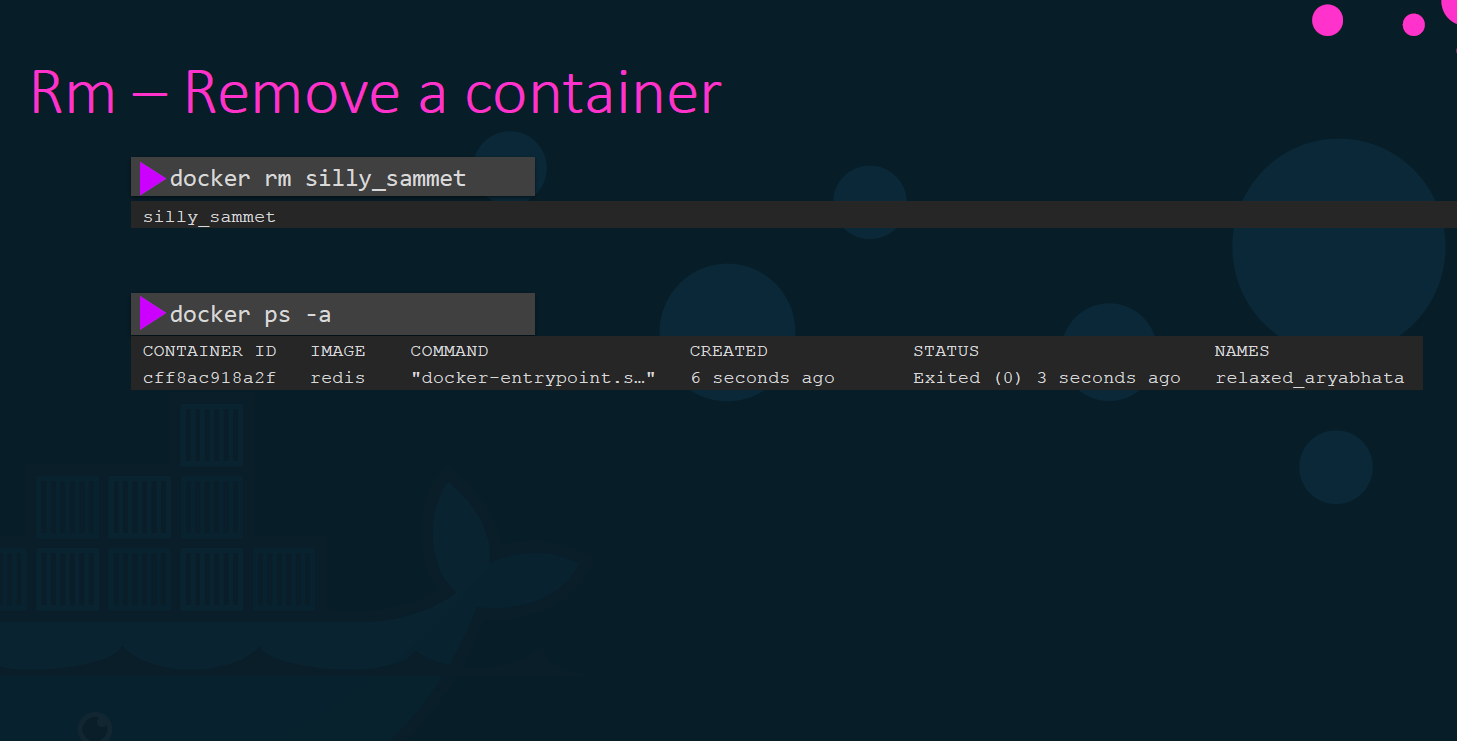 Rm – Remove a container
docker rm silly_sammet
silly_sammet
docker ps -a
CONTAINER ID IMAGE COMMAND CREATED STATUS NAMES
cff8ac918a2f redis "docker-entrypoint.s…" 6 seconds ago Exited (0) 3 seconds ago relaxed_aryabhata